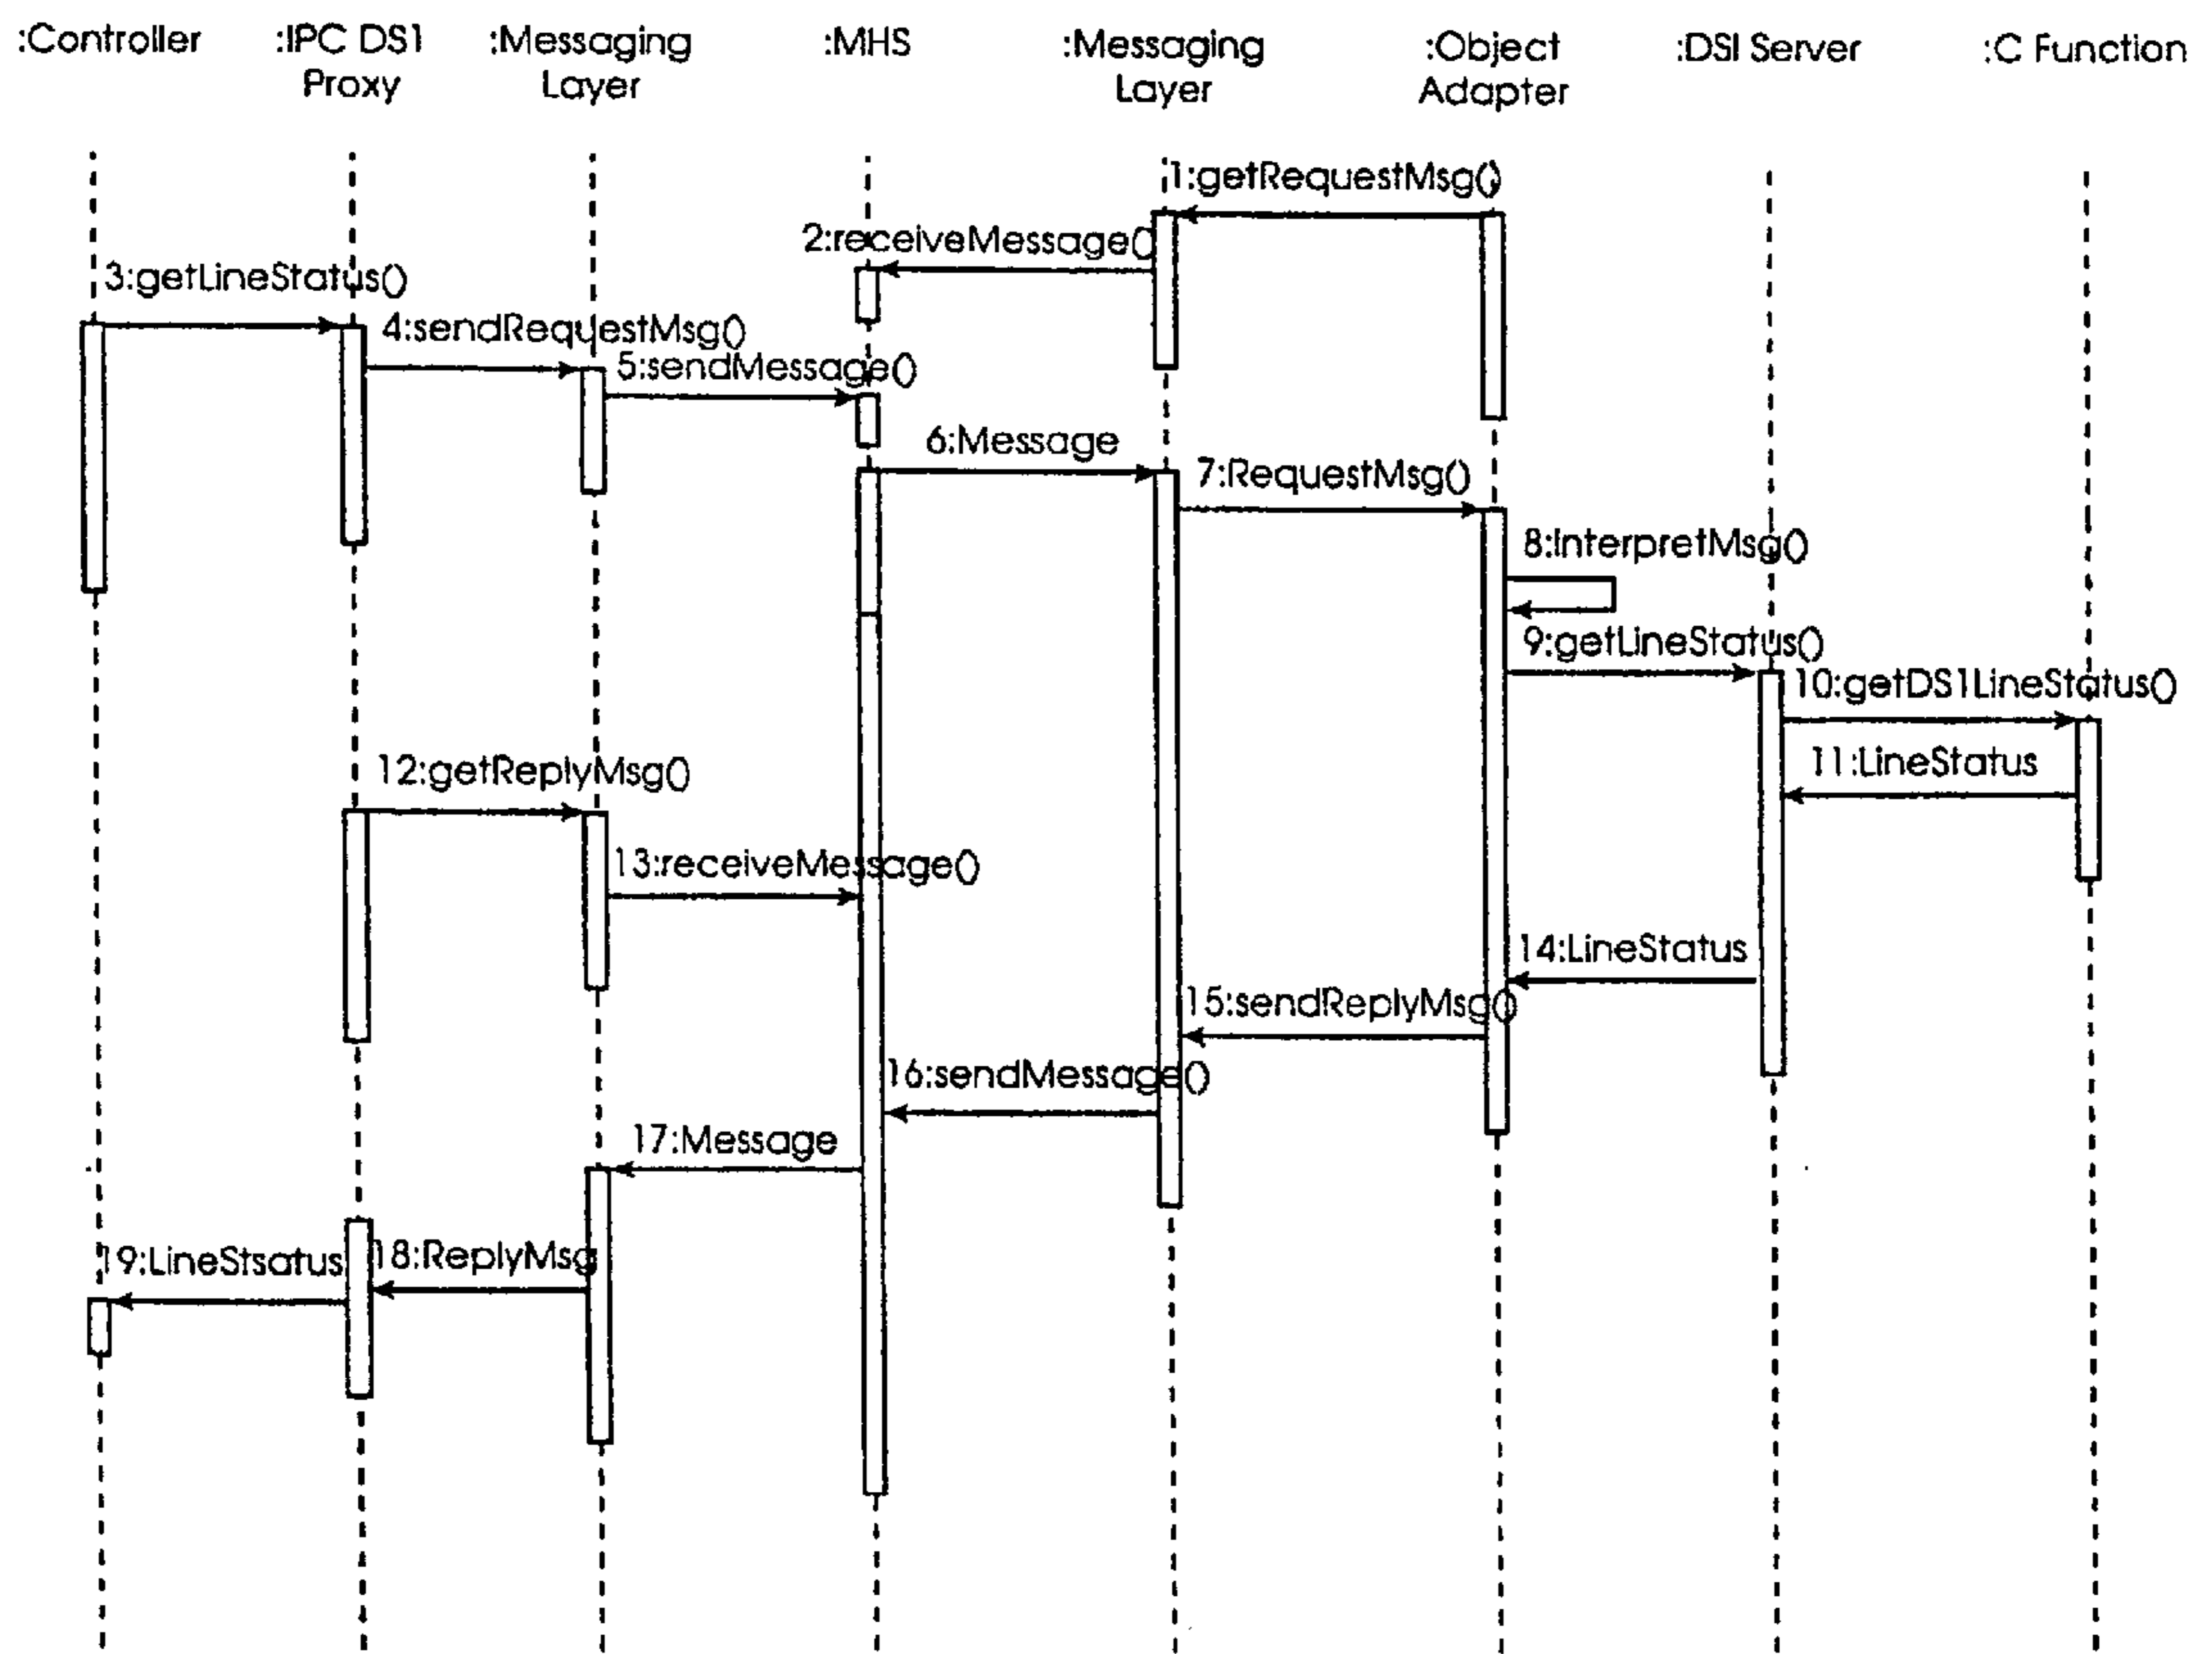 :Controller
:IPC DS1
Proxy
:Messaging
Layer
:MHS
:Messaging
Layer
:Object
Adapter
:DSI Server
:C Function
1:getRequestMsg()
2:receiveMessage()
3:getLineStatus()
4:sendRequestMsg()
5:sendMessage()
6:Message
7:RequestMsg()
8:InterpretMsg()
9:getLineStatus()
10:getDS1LineStatus()
11:LineStatus
12:getReplyMsg()
13:receiveMessage()
14:LineStatus
15:sendReplyMsg()
16:sendMessage()
17:Message
18:ReplyMsg
19:LineStsatus